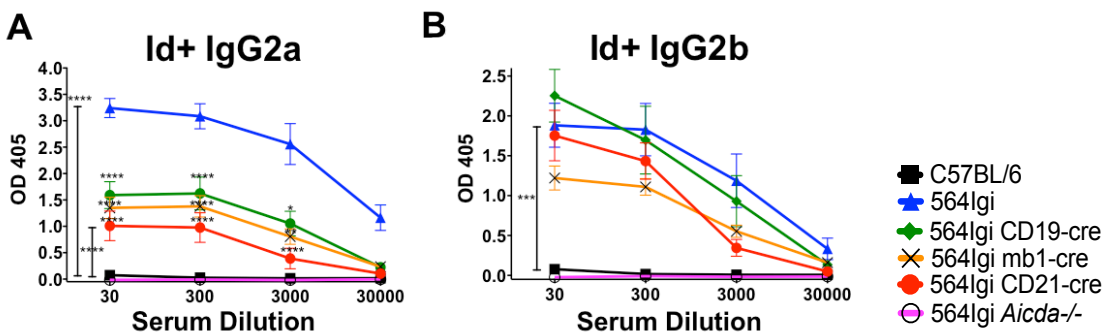 A
Id+ IgG2a
OD 405
4.0
3.5
3.0
2.5
2.0
1.5
1.0
0.5
0.0
****
****
****
****
****
****
****
*
**
****
****
30
300
3000
30000
Serum Dilution
B
Id+ IgG2b
OD 405
2.5
2.0
1.5
1.0
0.5
0.0
***
30
300
3000
30000
Serum Dilution
C57BL/6
564Igi
564Igi CD19-cre
564Igi mb1-cre
564Igi CD21-cre
564Igi Aicda-/-